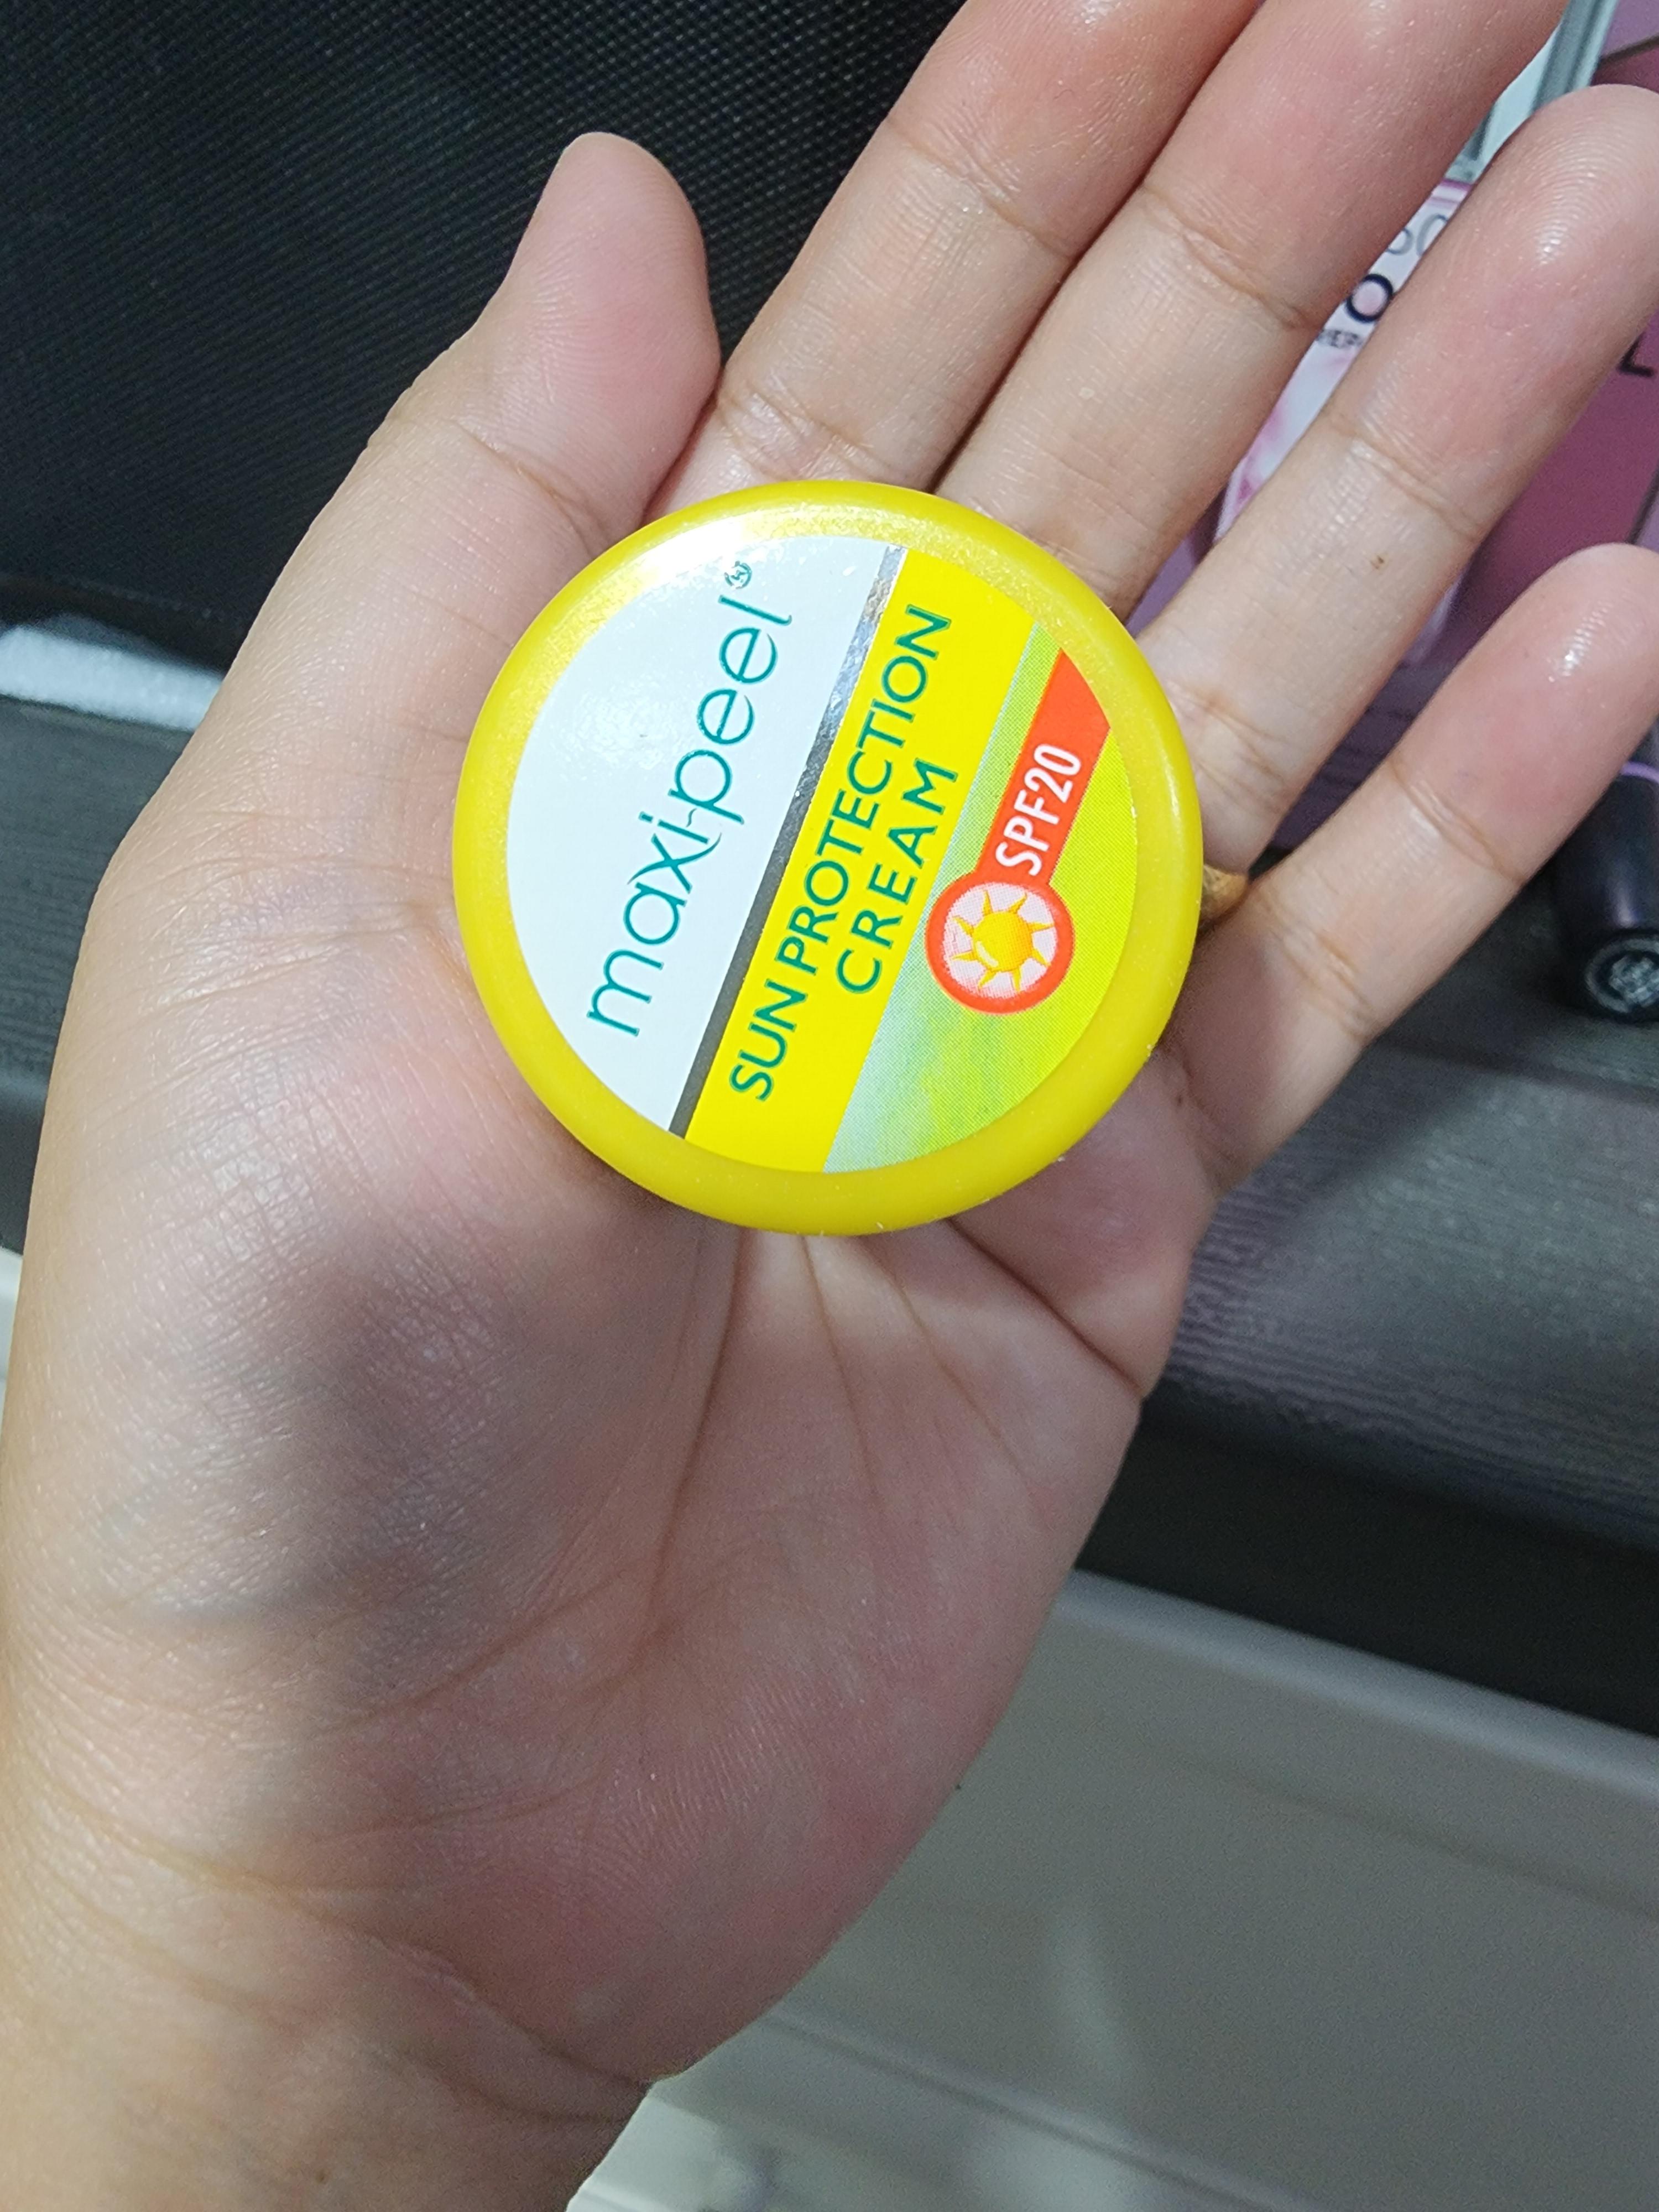 maxi-peel®
SUN PROTECTION
CREAM
SPF20